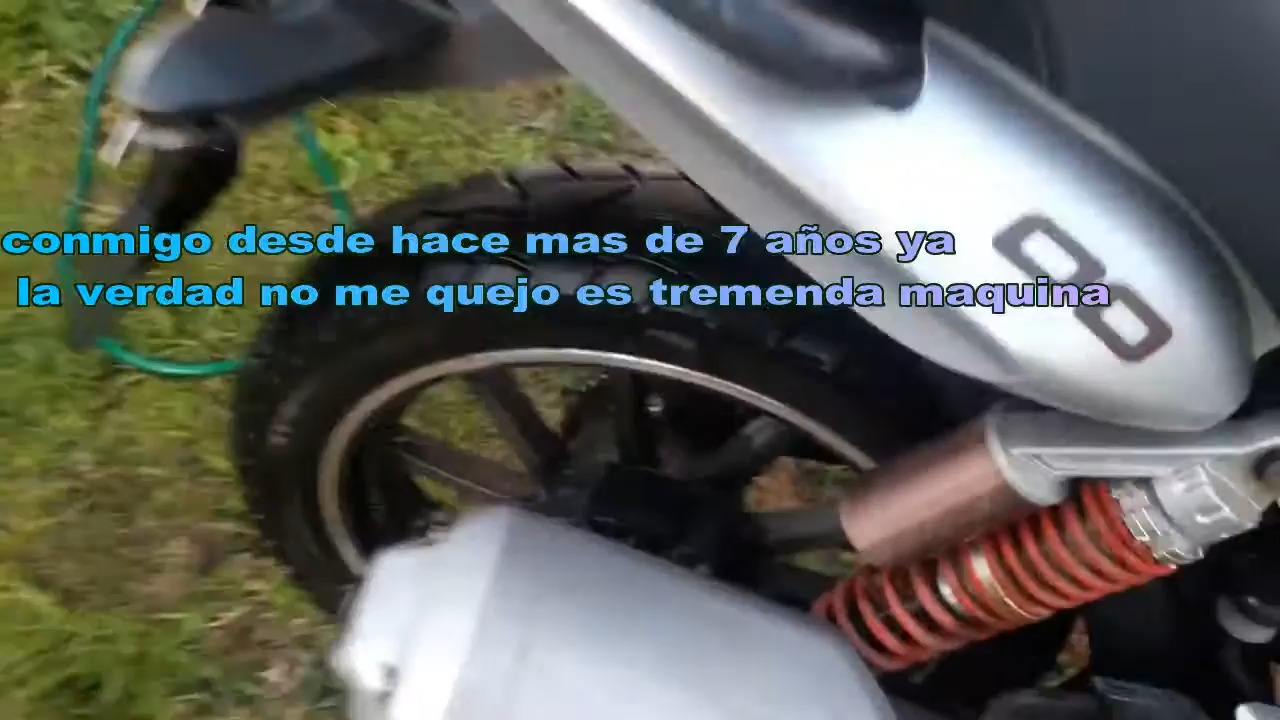 conmigo desde hace mas de 7 años ya
la verdad no me quejo es tremenda maquina